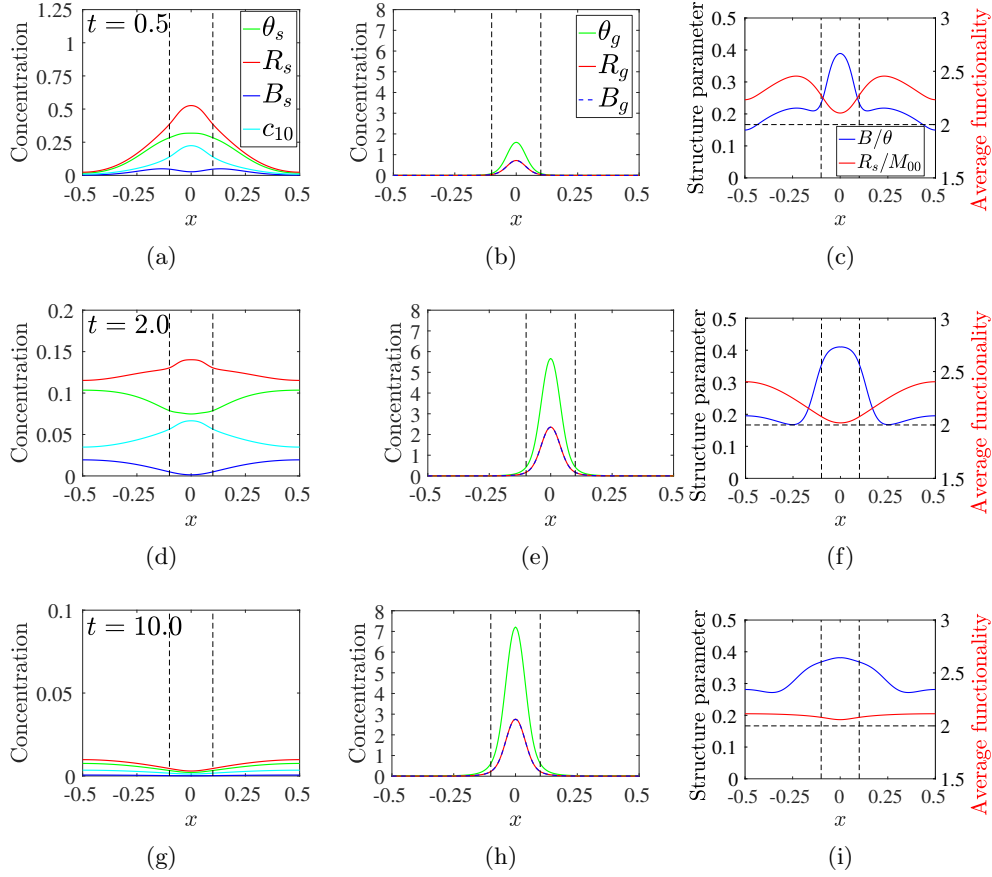 t = 0.5
θ_s
R_s
B_s
c_10
Concentration
1.25
1
0.75
0.5
0.25
0
-0.5 -0.25 0 0.25 0.5
x
(a)
θ_g
R_g
B_g
Concentration
8
7
6
5
4
3
2
1
0
-0.5 -0.25 0 0.25 0.5
x
(b)
Structure parameter
0.5
0.4
0.3
0.2
0.1
0
B/θ
R_s/M_00
3
2.5
2
1.5
Average functionality
-0.5 -0.25 0 0.25 0.5
x
(c)
t = 2.0
Concentration
0.2
0.15
0.1
0.05
0
-0.5 -0.25 0 0.25 0.5
x
(d)
Concentration
8
7
6
5
4
3
2
1
0
-0.5 -0.25 0 0.25 0.5
x
(e)
Structure parameter
0.5
0.4
0.3
0.2
0.1
0
3
2.5
2
1.5
Average functionality
-0.5 -0.25 0 0.25 0.5
x
(f)
t = 10.0
Concentration
0.1
0.05
0
-0.5 -0.25 0 0.25 0.5
x
(g)
Concentration
8
7
6
5
4
3
2
1
0
-0.5 -0.25 0 0.25 0.5
x
(h)
Structure parameter
0.5
0.4
0.3
0.2
0.1
0
3
2.5
2
1.5
Average functionality
-0.5 -0.25 0 0.25 0.5
x
(i)